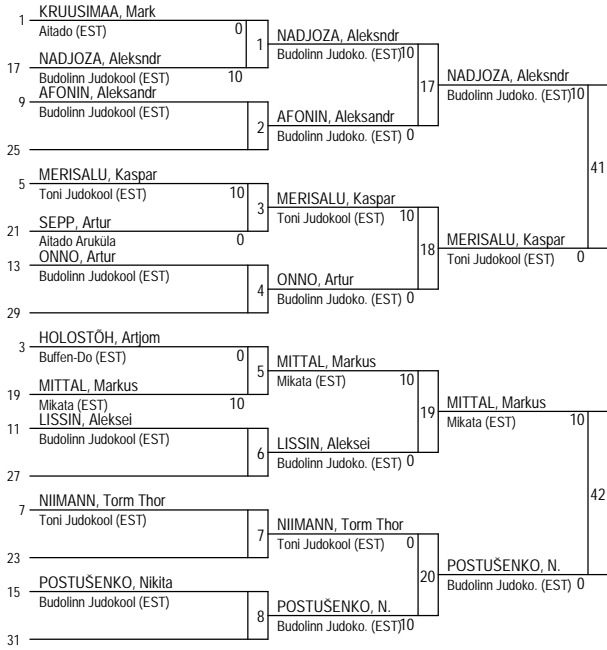 1 KRUUSIMAA, Mark
Aitado (EST) 0
1
17 NADJOZA, Aleksndr
Budolinn Judokool (EST) 10
NADJOZA, Aleksndr
Budolinn Judoko. (EST) 10
9 AFONIN, Aleksandr
Budolinn Judokool (EST)
2
25
AFONIN, Aleksandr
Budolinn Judoko. (EST) 0
17
NADJOZA, Aleksndr
Budolinn Judoko. (EST) 10
5 MERISALU, Kaspar
Toni Judokool (EST) 10
3
21 SEPP, Artur
Aitado Aruküla 0
MERISALU, Kaspar
Toni Judokool (EST) 10
13 ONNO, Artur
Budolinn Judokool (EST)
4
29
ONNO, Artur
Budolinn Judoko. (EST) 0
18
MERISALU, Kaspar
Toni Judokool (EST) 0
41
3 HOLOSTÕH, Artjom
Buffen-Do (EST) 0
5
19 MITTAL, Markus
Mikata (EST) 10
MITTAL, Markus
Mikata (EST) 10
11 LISSIN, Aleksei
Budolinn Judokool (EST)
6
27
LISSIN, Aleksei
Budolinn Judoko. (EST) 0
19
MITTAL, Markus
Mikata (EST) 10
7 NIIMANN, Torm Thor
Toni Judokool (EST)
7
23
NIIMANN, Torm Thor
Toni Judokool (EST) 0
15 POSTUŠENKO, Nikita
Budolinn Judokool (EST)
8
31
POSTUŠENKO, N.
Budolinn Judoko. (EST) 10
20
POSTUŠENKO, N.
Budolinn Judoko. (EST) 0
42